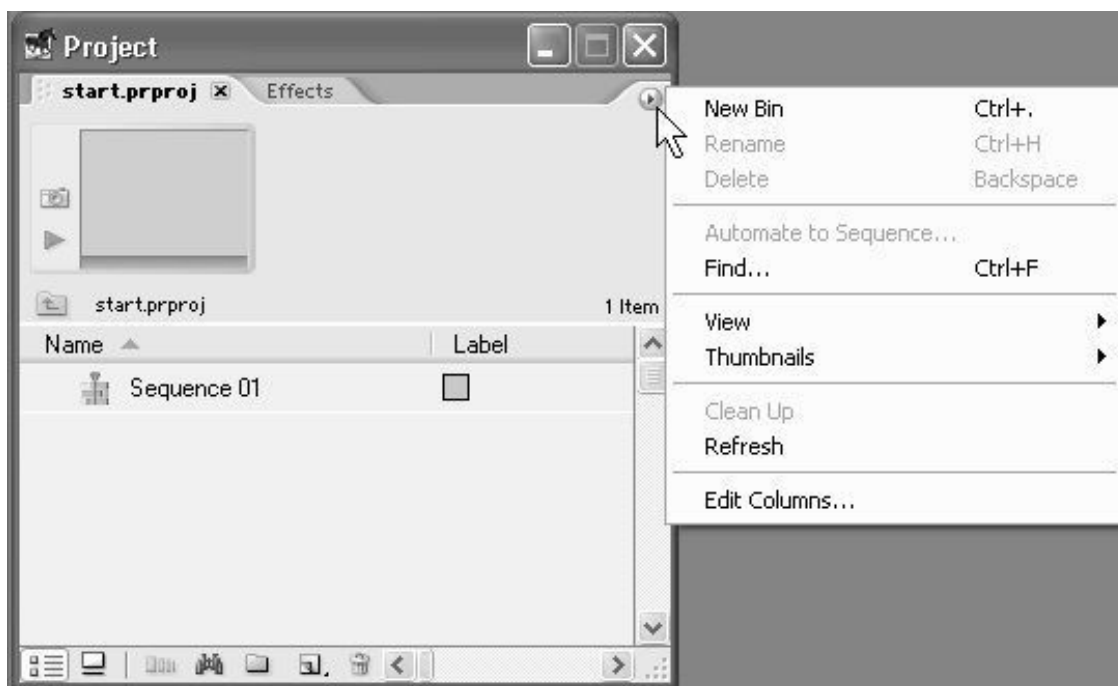 Project
start.prproj Effects
start.prproj 1 Item
Name Label
Sequence 01
New Bin Ctrl+.
Rename Ctrl+H
Delete Backspace
Automate to Sequence...
Find... Ctrl+F
View
Thumbnails
Clean Up
Refresh
Edit Columns...